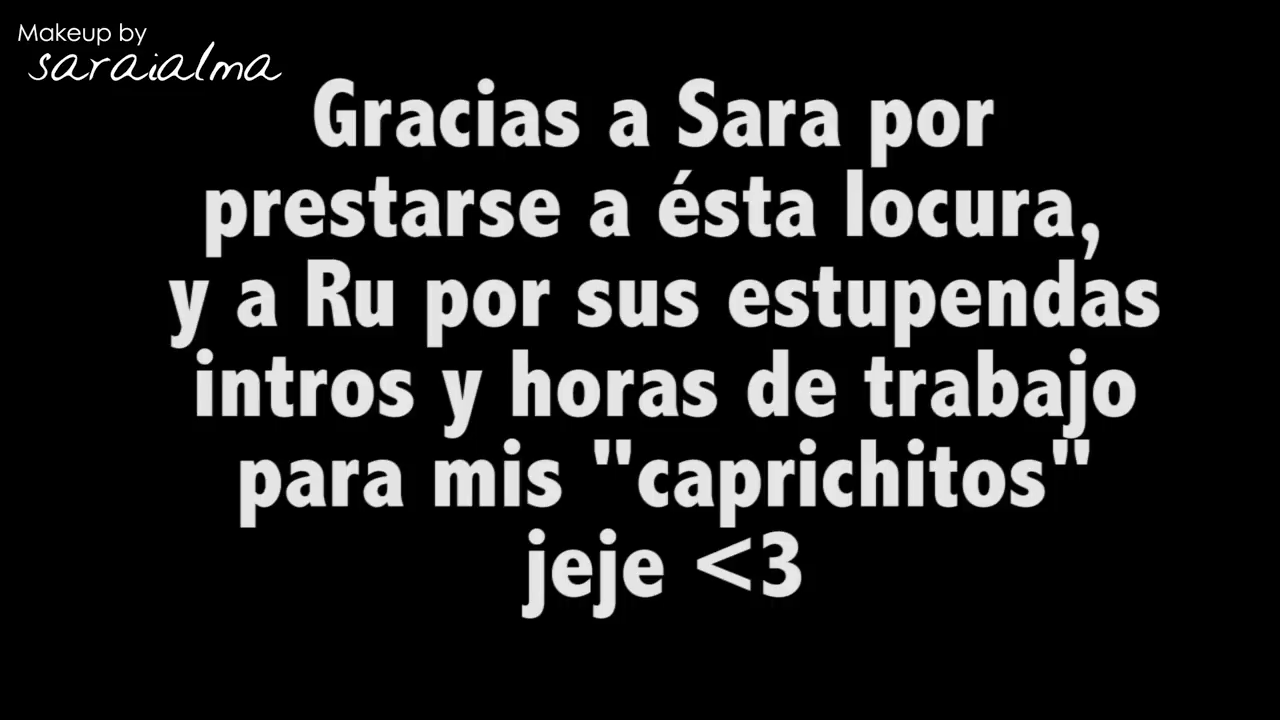 Makeup by
saraialma
Gracias a Sara por
prestarse a ésta locura,
y a Ru por sus estupendas
intros y horas de trabajo
para mis "caprichitos"
jeje <3